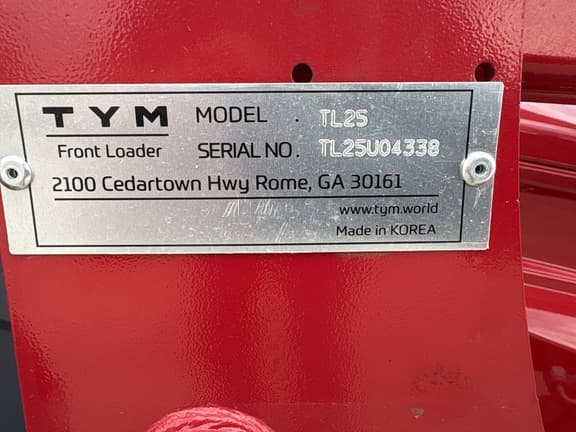 TYM MODEL . TL25
Front Loader SERIAL NO. TL25U04338
2100 Cedartown Hwy Rome, GA 30161
www.tym.world
Made in KOREA